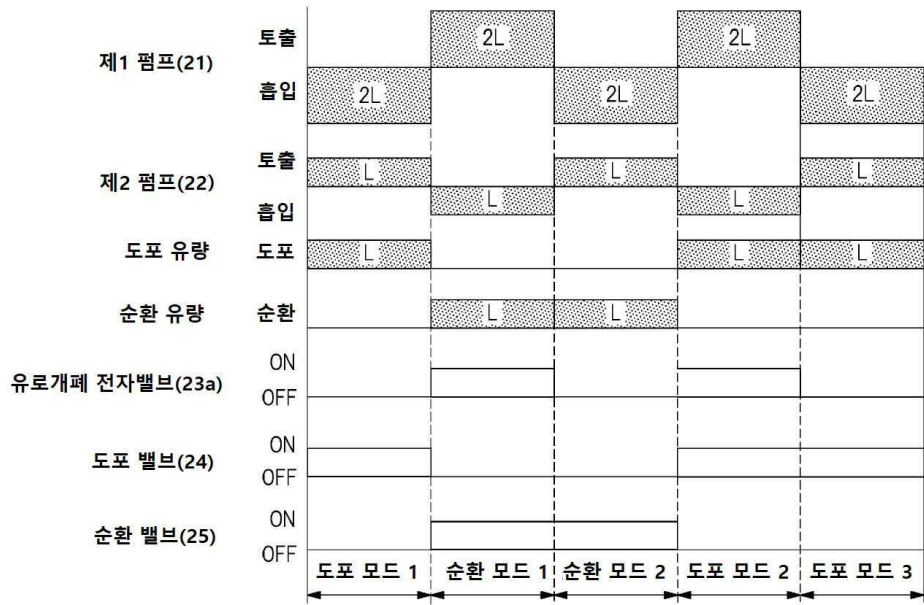 토출
2L
2L
제1 펌프(21)
흡입
2L
2L
2L
토출
L
L
L
제2 펌프(22)
흡입
L
L
도포 유량
도포
L
L
L
순환 유량
순환
L
L
ON
유로개폐 전자밸브(23a)
OFF
ON
도포 밸브(24)
OFF
ON
순환 밸브(25)
OFF
도포 모드 1
순환 모드 1
순환 모드 2
도포 모드 2
도포 모드 3